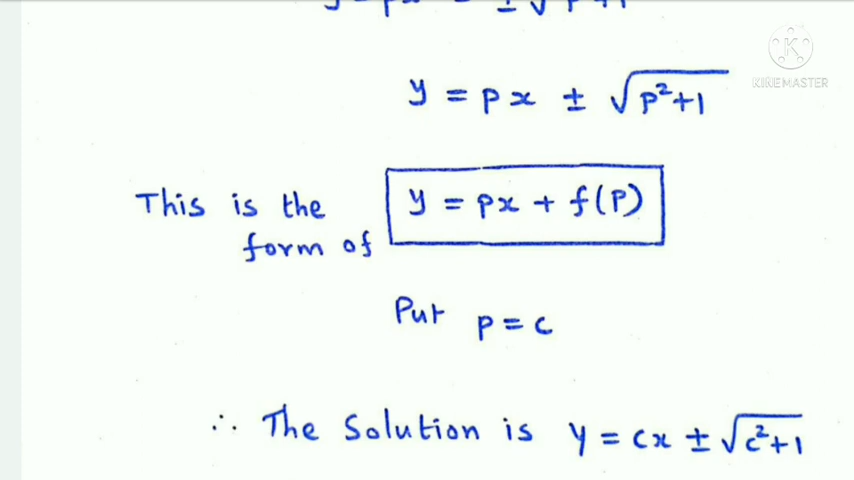 KINEMASTER
y = px ± √p²+1
This is the y = px + f(p)
form of
Put p = c
∴ The Solution is y = cx ± √c²+1